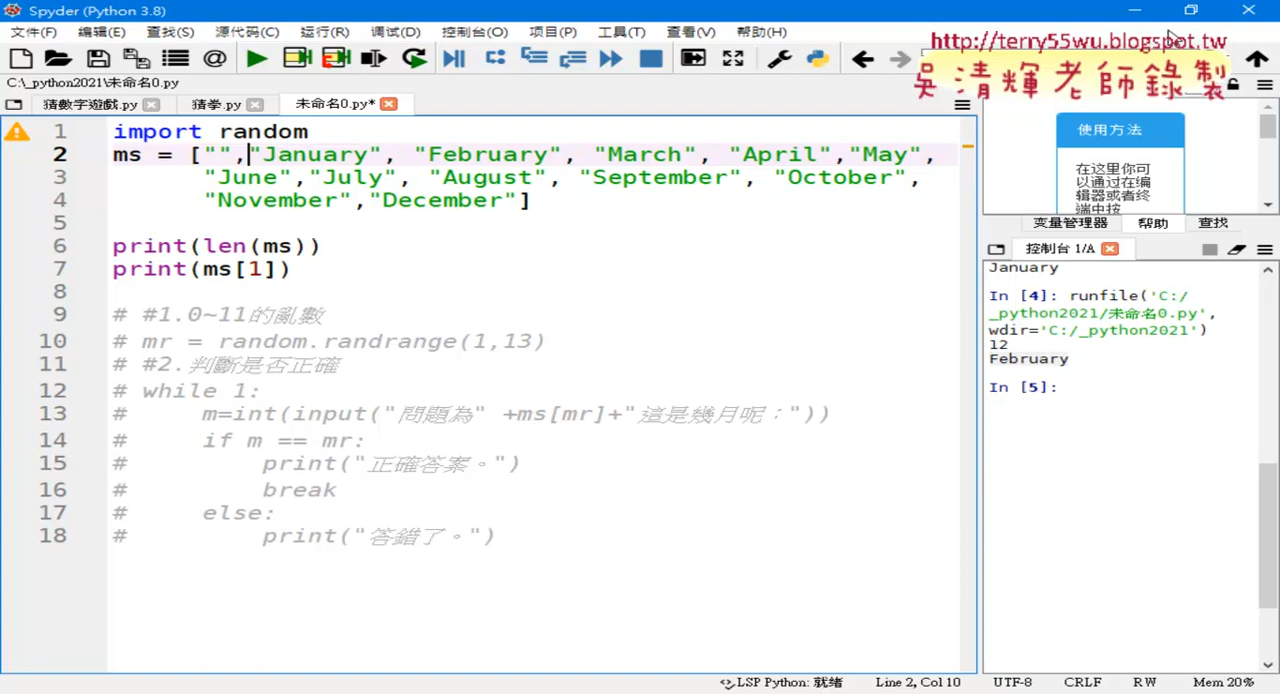 Spyder (Python 3.8)
文件(F) 编辑(E) 查找(S) 源代码(C) 运行(R) 调试(D) 控制台(O) 项目(P) 工具(T) 查看(V) 帮助(H)
http://terry55wu.blogspot.tw
吳清輝老師錄製
C:\_python2021\未命名0.py
猜數字遊戲.py 猜拳.py 未命名0.py*
1 import random
2 ms = ["","January", "February", "March", "April","May",
3 "June","July", "August", "September", "October",
4 "November","December"]
5
6 print(len(ms))
7 print(ms[1])
8
9 # #1.0~11的亂數
10 # mr = random.randrange(1,13)
11 # #2.判斷是否正確
12 # while 1:
13 # m=int(input("問題為" +ms[mr]+"這是幾月呢："))
14 # if m == mr:
15 # print("正確答案。")
16 # break
17 # else:
18 # print("答錯了。")
使用方法
在这里你可
以通过在编
辑器或者终
端中按
变量管理器 帮助 查找
控制台 1/A
January
In [4]: runfile('C:/
_python2021/未命名0.py',
wdir='C:/_python2021')
12
February
In [5]:
LSP Python: 就绪 Line 2, Col 10 UTF-8 CRLF RW Mem 20%